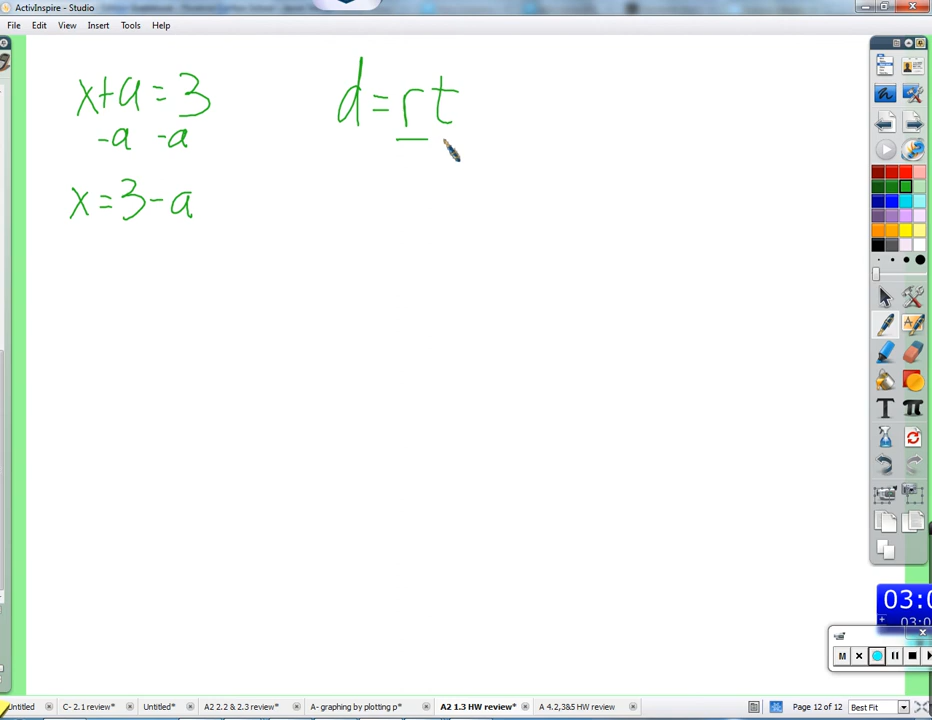 ActivInspire - Studio
File Edit View Insert Tools Help
x+a=3
-a -a
x=3-a
d=rt
03:0
03:0
M
Untitled
C- 2.1 review*
Untitled*
A2 2.2 & 2.3 review*
A- graphing by plotting p*
A2 1.3 HW review*
A 4.2,3&5 HW review
Page 12 of 12
Best Fit